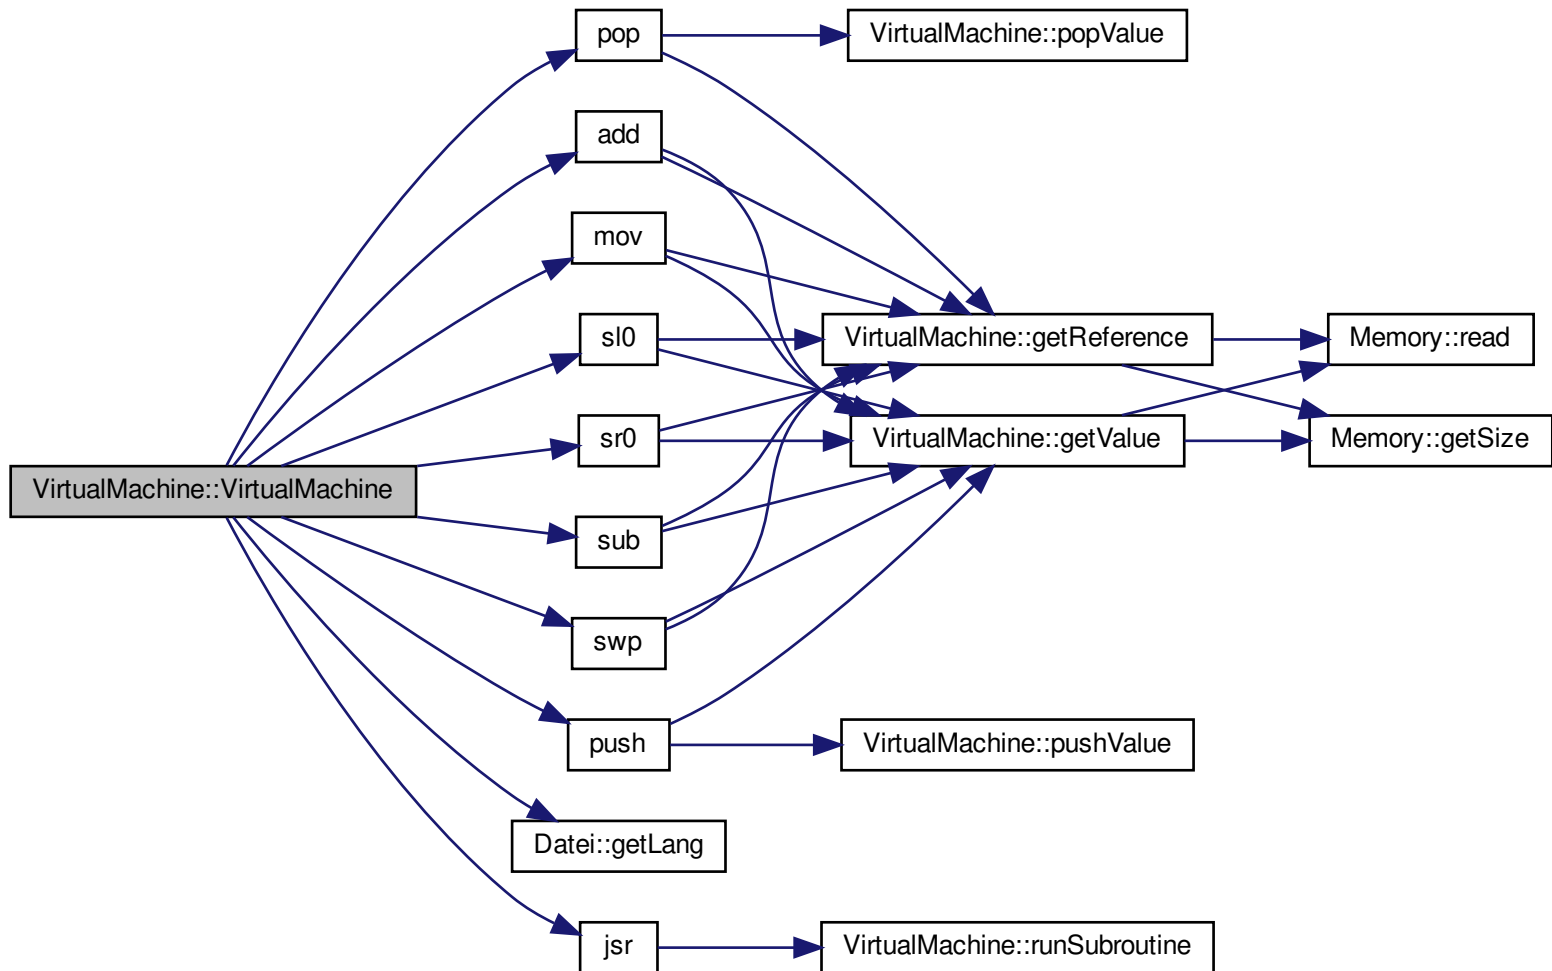 pop
VirtualMachine::popValue
add
mov
sl0
VirtualMachine::getReference
Memory::read
sr0
VirtualMachine::getValue
Memory::getSize
VirtualMachine::VirtualMachine
sub
swp
push
VirtualMachine::pushValue
Datei::getLang
jsr
VirtualMachine::runSubroutine